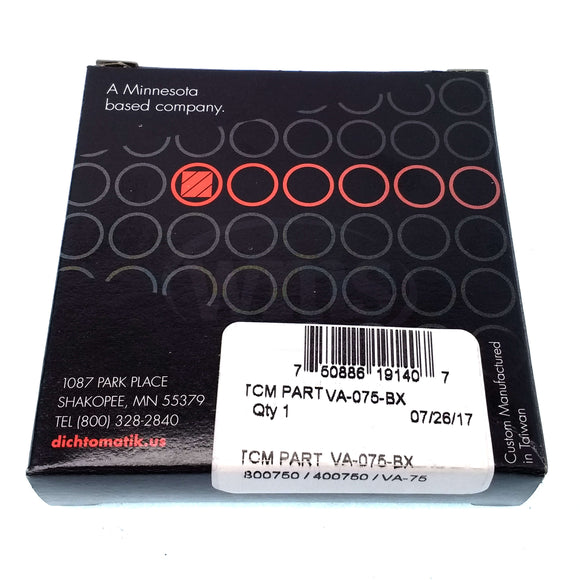 A Minnesota
based company.
1087 PARK PLACE
SHAKOPEE, MN 55379
TEL (800) 328-2840
dichtomatik.us
7 50886 19140 7
TCM PART VA-075-BX
Qty 1 07/26/17
TCM PART VA-075-BX
800750 / 400750 / VA-75
Custom Manufactured
in Taiwan